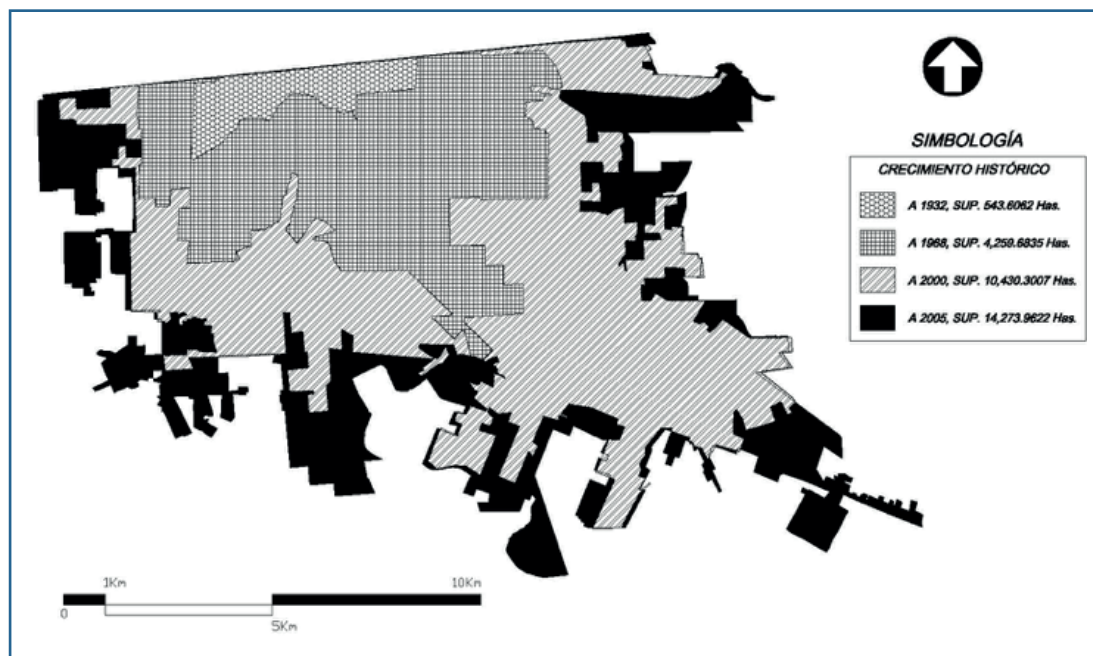 SIMBOLOGÍA
CRECIMIENTO HISTÓRICO
A 1932, SUP. 543.6062 Has.
A 1968, SUP. 4,259.6835 Has.
A 2000, SUP. 10,430.3007 Has.
A 2005, SUP. 14,273.9622 Has.
1Km
10Km
0
5Km